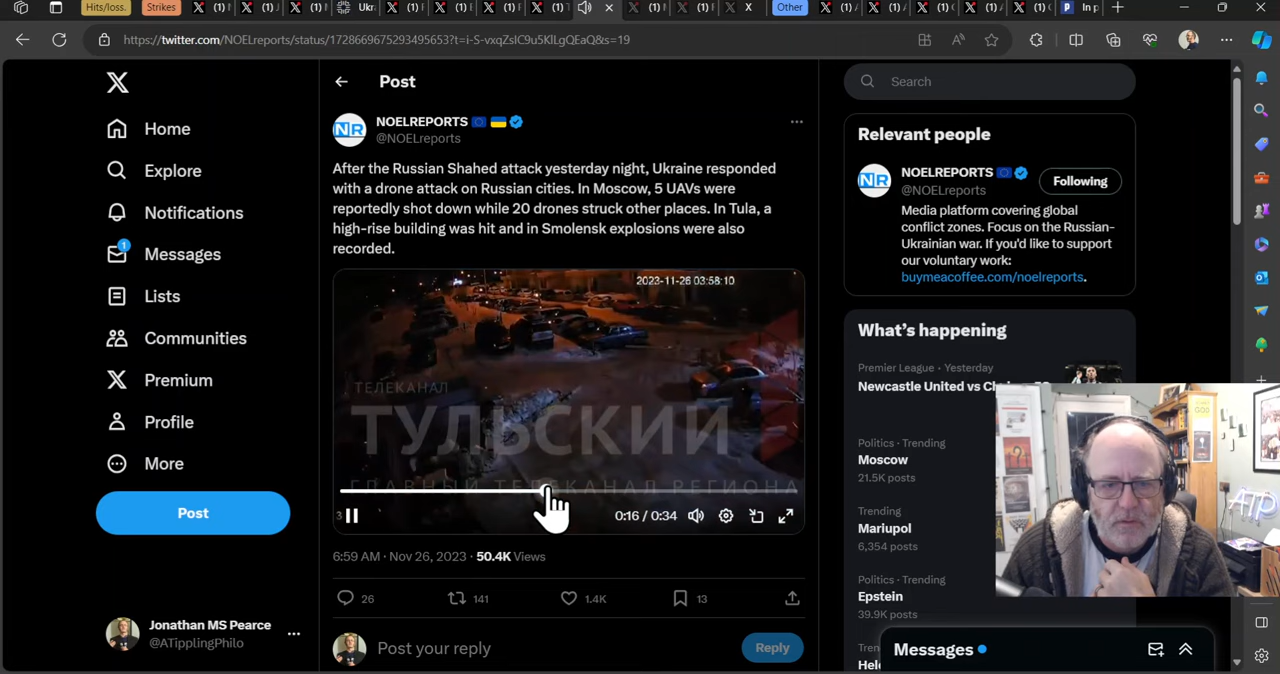 Hits/loss.
Strikes
Other
https://twitter.com/NOELreports/status/1728669675293495653?t=i-S-vxqZsIC9u5KlLgQEaQ&s=19
Home
Explore
Notifications
1
Messages
Lists
Communities
Premium
Profile
More
Post
Jonathan MS Pearce
@ATipplingPhilo
Post
NOELREPORTS
@NOELreports
After the Russian Shahed attack yesterday night, Ukraine responded
with a drone attack on Russian cities. In Moscow, 5 UAVs were
reportedly shot down while 20 drones struck other places. In Tula, a
high-rise building was hit and in Smolensk explosions were also
recorded.
2023-11-26 03:58:10
ТЕЛЕКАНАЛ
ТУЛЬСКИЙ
ГЛАВНЫЙ ТЕЛЕКАНАЛ РЕГИОНА
0:16 / 0:34
6:59 AM · Nov 26, 2023 · 50.4K Views
26
141
1.4K
13
Post your reply
Reply
Search
Relevant people
NOELREPORTS
@NOELreports
Following
Media platform covering global
conflict zones. Focus on the Russian-
Ukrainian war. If you'd like to support
our voluntary work:
buymeacoffee.com/noelreports.
What's happening
Premier League · Yesterday
Newcastle United vs
Politics · Trending
Moscow
21.5K posts
Trending
Mariupol
6,354 posts
Politics · Trending
Epstein
39.9K posts
Messages